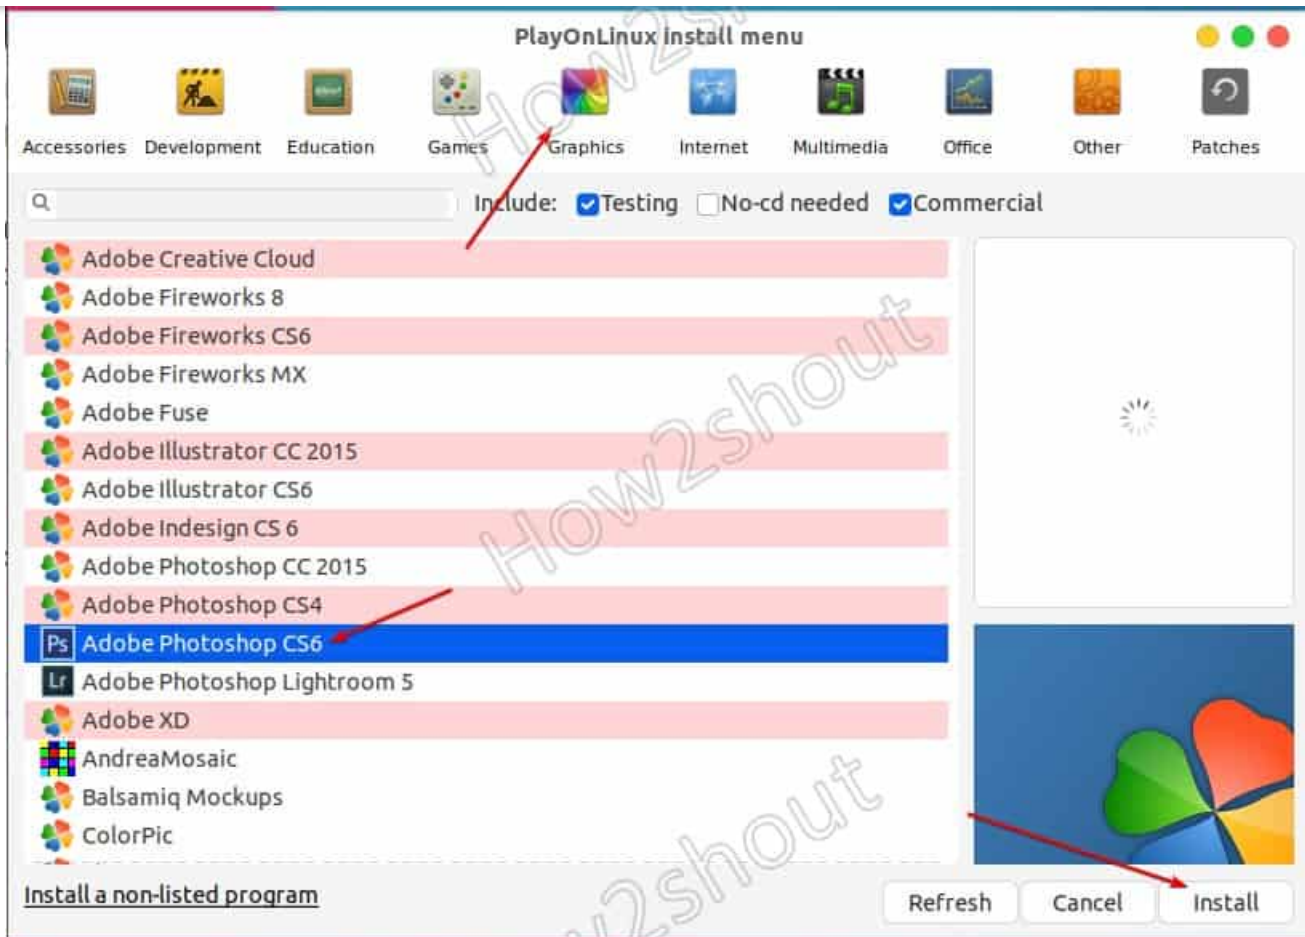 PlayOnLinux install menu
Accessories Development Education Games Graphics Internet Multimedia Office Other Patches
Include: Testing No-cd needed Commercial
Adobe Creative Cloud
Adobe Fireworks 8
Adobe Fireworks CS6
Adobe Fireworks MX
Adobe Fuse
Adobe Illustrator CC 2015
Adobe Illustrator CS6
Adobe Indesign CS 6
Adobe Photoshop CC 2015
Adobe Photoshop CS4
Ps Adobe Photoshop CS6
Lr Adobe Photoshop Lightroom 5
Adobe XD
AndreaMosaic
Balsamiq Mockups
ColorPic
Install a non-listed program
Refresh Cancel Install
How2sh
How2shout
2shout